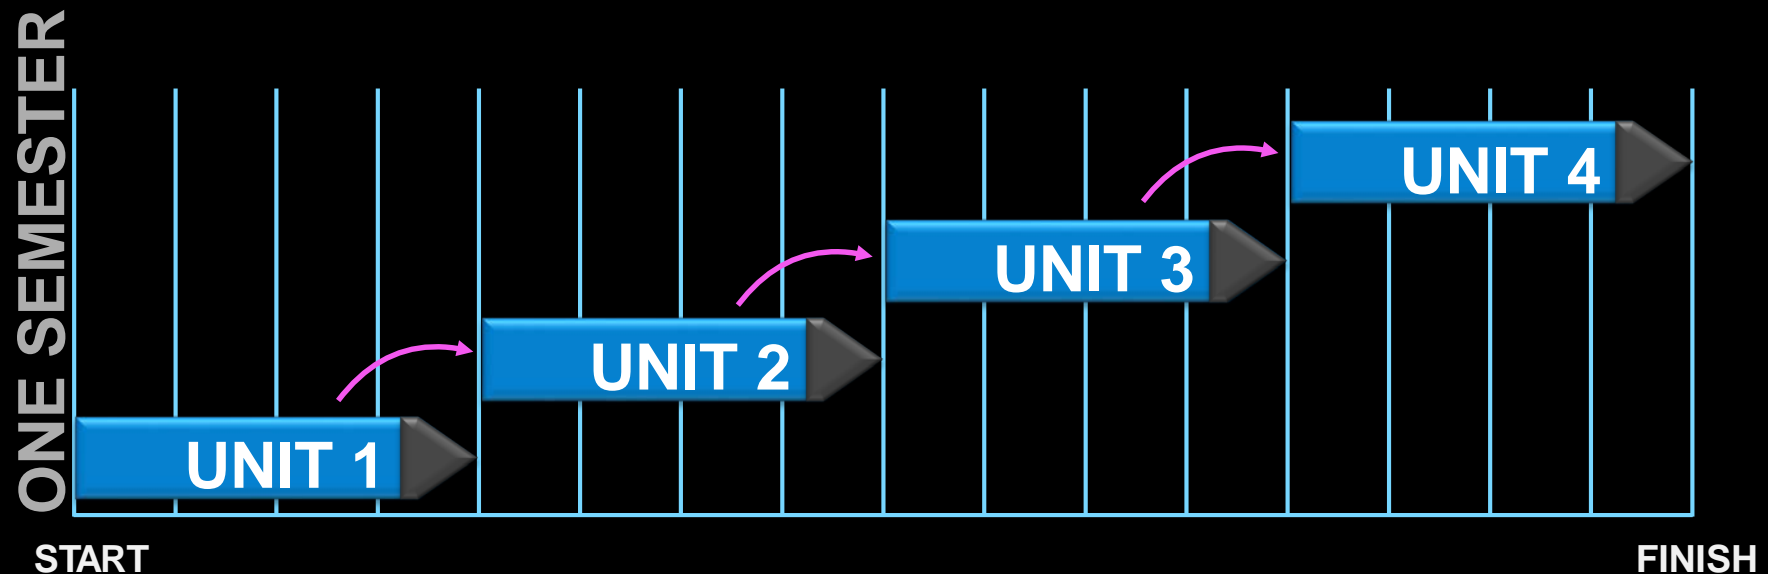 ONE SEMESTER
UNIT 4
UNIT 3
UNIT 2
UNIT 1
START
FINISH